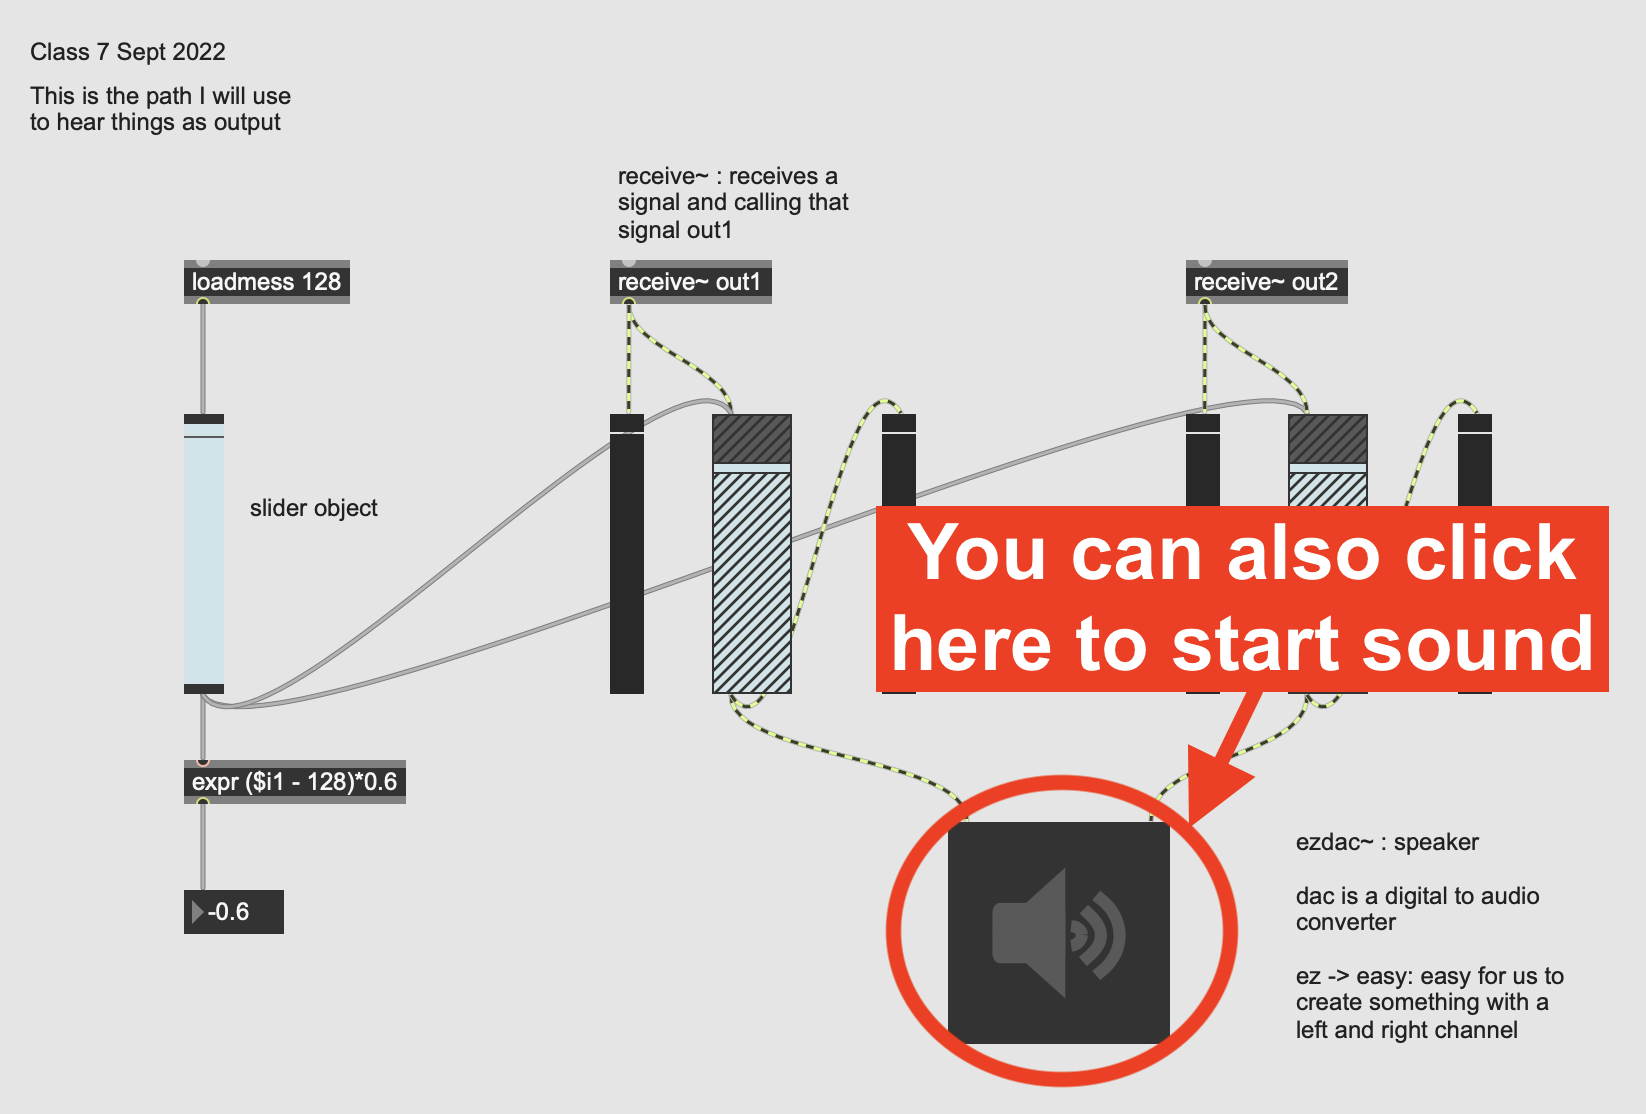 Class 7 Sept 2022
This is the path I will use
to hear things as output
receive~ : receives a
signal and calling that
signal out1
loadmess 128
receive~ out1
receive~ out2
slider object
You can also click
here to start sound
expr ($i1 - 128)*0.6
-0.6
ezdac~ : speaker
dac is a digital to audio
converter
ez -> easy: easy for us to
create something with a
left and right channel